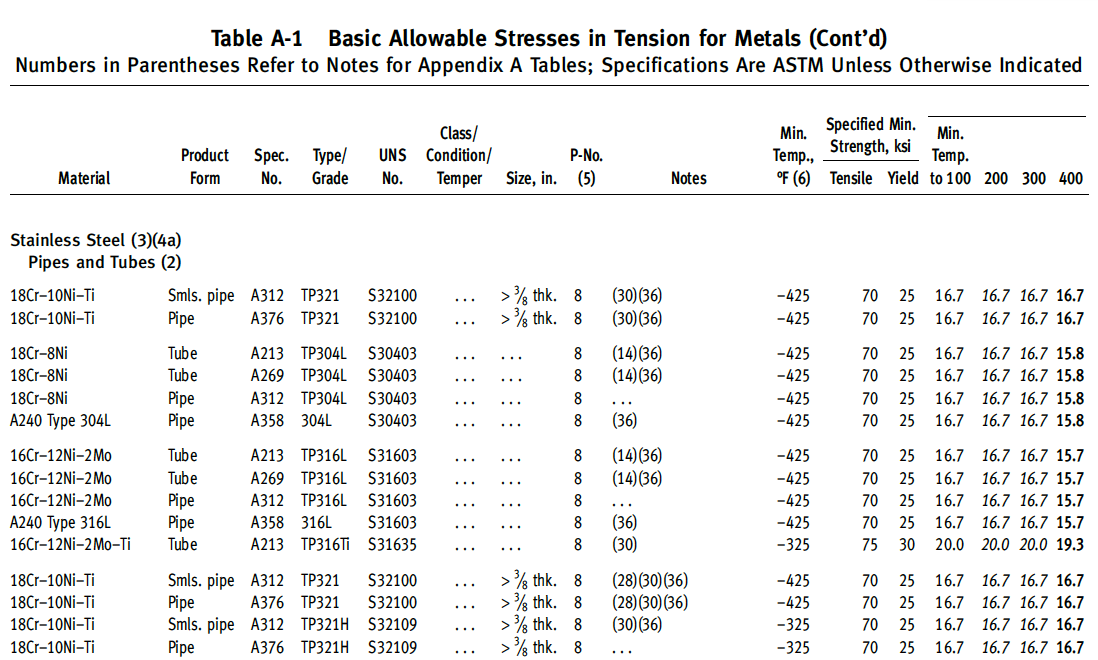 Table A-1 Basic Allowable Stresses in Tension for Metals (Cont’d)
Numbers in Parentheses Refer to Notes for Appendix A Tables; Specifications Are ASTM Unless Otherwise Indicated
Material Product Form Spec. No. Type/ Grade UNS No. Class/ Condition/ Temper Size, in. P-No. (5) Notes Min. Temp., °F (6) Specified Min. Strength, ksi Tensile Yield Min. Temp. to 100 200 300 400
Stainless Steel (3)(4a)
Pipes and Tubes (2)
18Cr–10Ni–Ti Smls. pipe A312 TP321 S32100 ... > 3/8 thk. 8 (30)(36) –425 70 25 16.7 16.7 16.7 16.7
18Cr–10Ni–Ti Pipe A376 TP321 S32100 ... > 3/8 thk. 8 (30)(36) –425 70 25 16.7 16.7 16.7 16.7
18Cr–8Ni Tube A213 TP304L S30403 ... ... 8 (14)(36) –425 70 25 16.7 16.7 16.7 15.8
18Cr–8Ni Tube A269 TP304L S30403 ... ... 8 (14)(36) –425 70 25 16.7 16.7 16.7 15.8
18Cr–8Ni Pipe A312 TP304L S30403 ... ... 8 ... –425 70 25 16.7 16.7 16.7 15.8
A240 Type 304L Pipe A358 304L S30403 ... ... 8 (36) –425 70 25 16.7 16.7 16.7 15.8
16Cr–12Ni–2Mo Tube A213 TP316L S31603 ... ... 8 (14)(36) –425 70 25 16.7 16.7 16.7 15.7
16Cr–12Ni–2Mo Tube A269 TP316L S31603 ... ... 8 (14)(36) –425 70 25 16.7 16.7 16.7 15.7
16Cr–12Ni–2Mo Pipe A312 TP316L S31603 ... ... 8 ... –425 70 25 16.7 16.7 16.7 15.7
A240 Type 316L Pipe A358 316L S31603 ... ... 8 (36) –425 70 25 16.7 16.7 16.7 15.7
16Cr–12Ni–2Mo–Ti Tube A213 TP316Ti S31635 ... ... 8 (30) –325 75 30 20.0 20.0 20.0 19.3
18Cr–10Ni–Ti Smls. pipe A312 TP321 S32100 ... > 3/8 thk. 8 (28)(30)(36) –425 70 25 16.7 16.7 16.7 16.7
18Cr–10Ni–Ti Pipe A376 TP321 S32100 ... > 3/8 thk. 8 (28)(30)(36) –425 70 25 16.7 16.7 16.7 16.7
18Cr–10Ni–Ti Smls. pipe A312 TP321H S32109 ... > 3/8 thk. 8 (30)(36) –325 70 25 16.7 16.7 16.7 16.7
18Cr–10Ni–Ti Pipe A376 TP321H S32109 ... > 3/8 thk. 8 ... –325 70 25 16.7 16.7 16.7 16.7